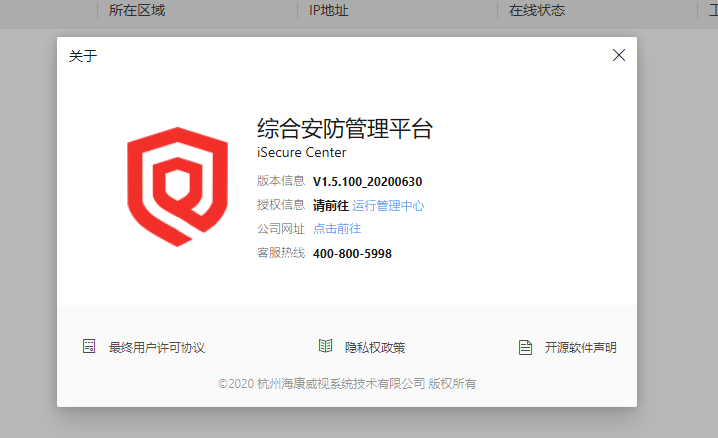 所在区域 IP地址 在线状态
关于
综合安防管理平台
iSecure Center
版本信息 V1.5.100_20200630
授权信息 请前往 运行管理中心
公司网址 点击前往
客服热线 400-800-5998
最终用户许可协议 隐私权政策 开源软件声明
©2020 杭州海康威视系统技术有限公司 版权所有